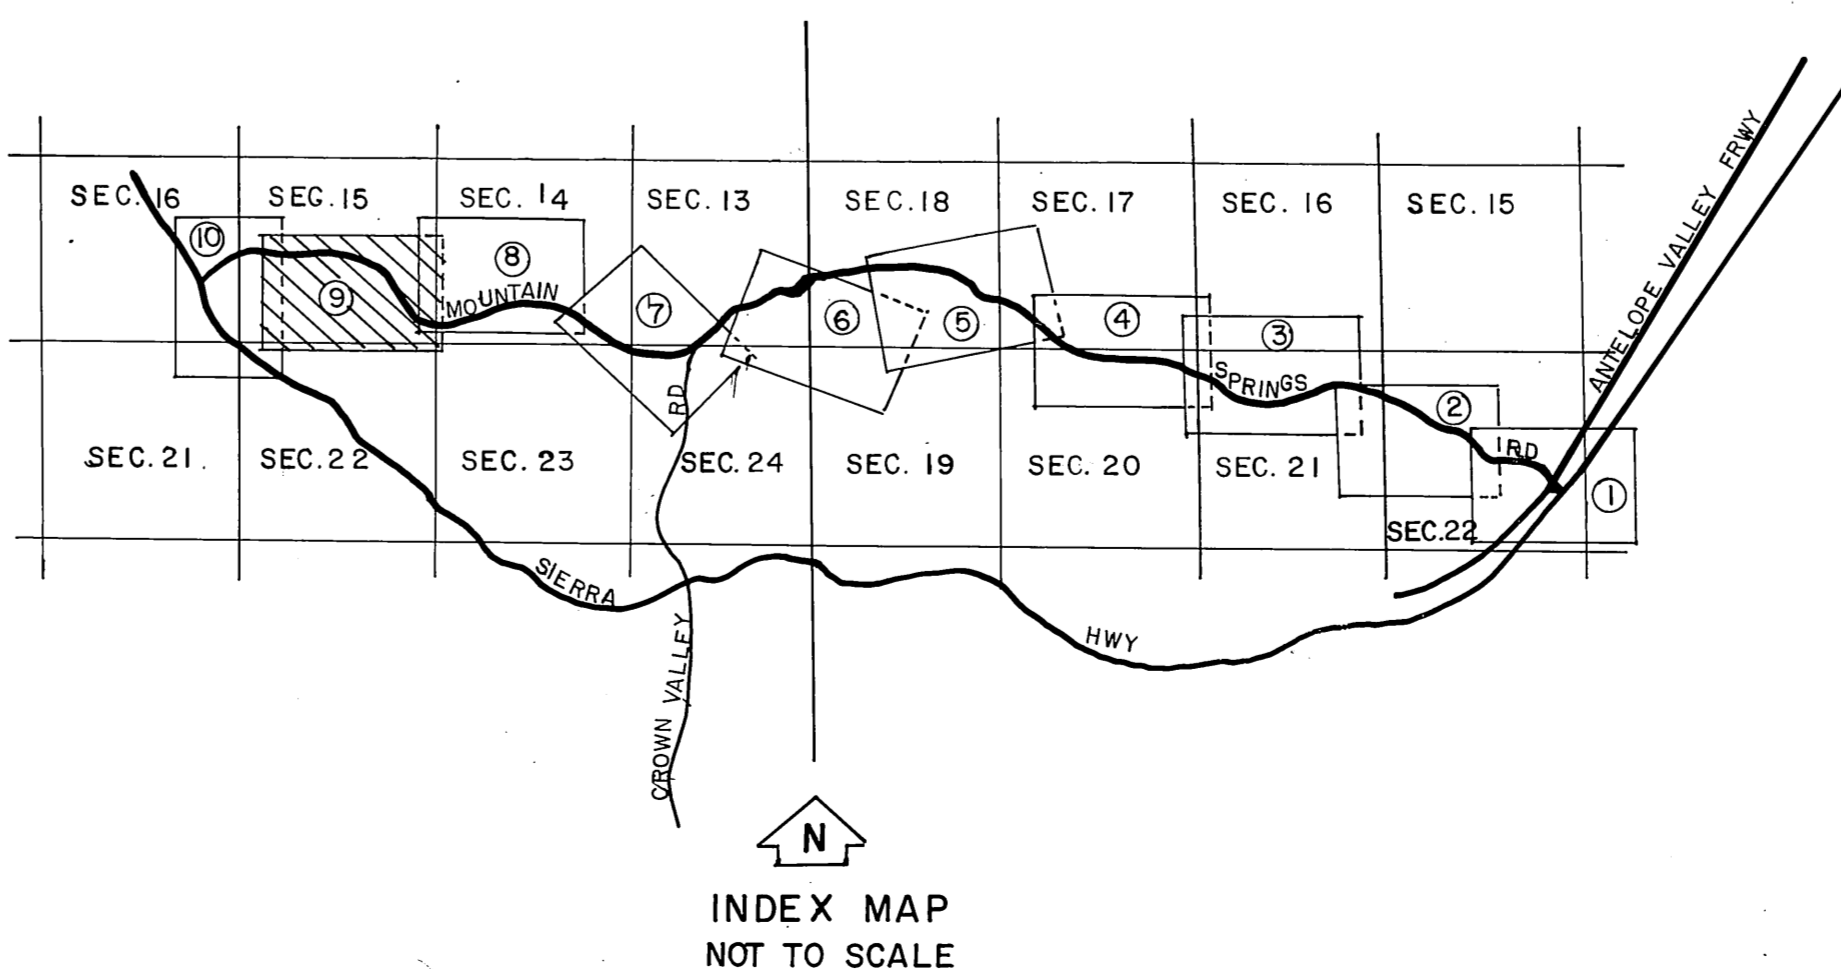 SEC. 16
SEC. 15
SEC. 14
SEC. 13
SEC. 18
SEC. 17
SEC. 16
SEC. 15
ANTELOPE VALLEY FRWY
10
9
8
MOUNTAIN
7
6
5
4
3
SPRINGS
2
RD
1
RD
SEC. 21
SEC. 22
SEC. 23
SEC. 24
SEC. 19
SEC. 20
SEC. 21
SEC. 22
SIERRA
HWY
CROWN VALLEY
N
INDEX MAP
NOT TO SCALE